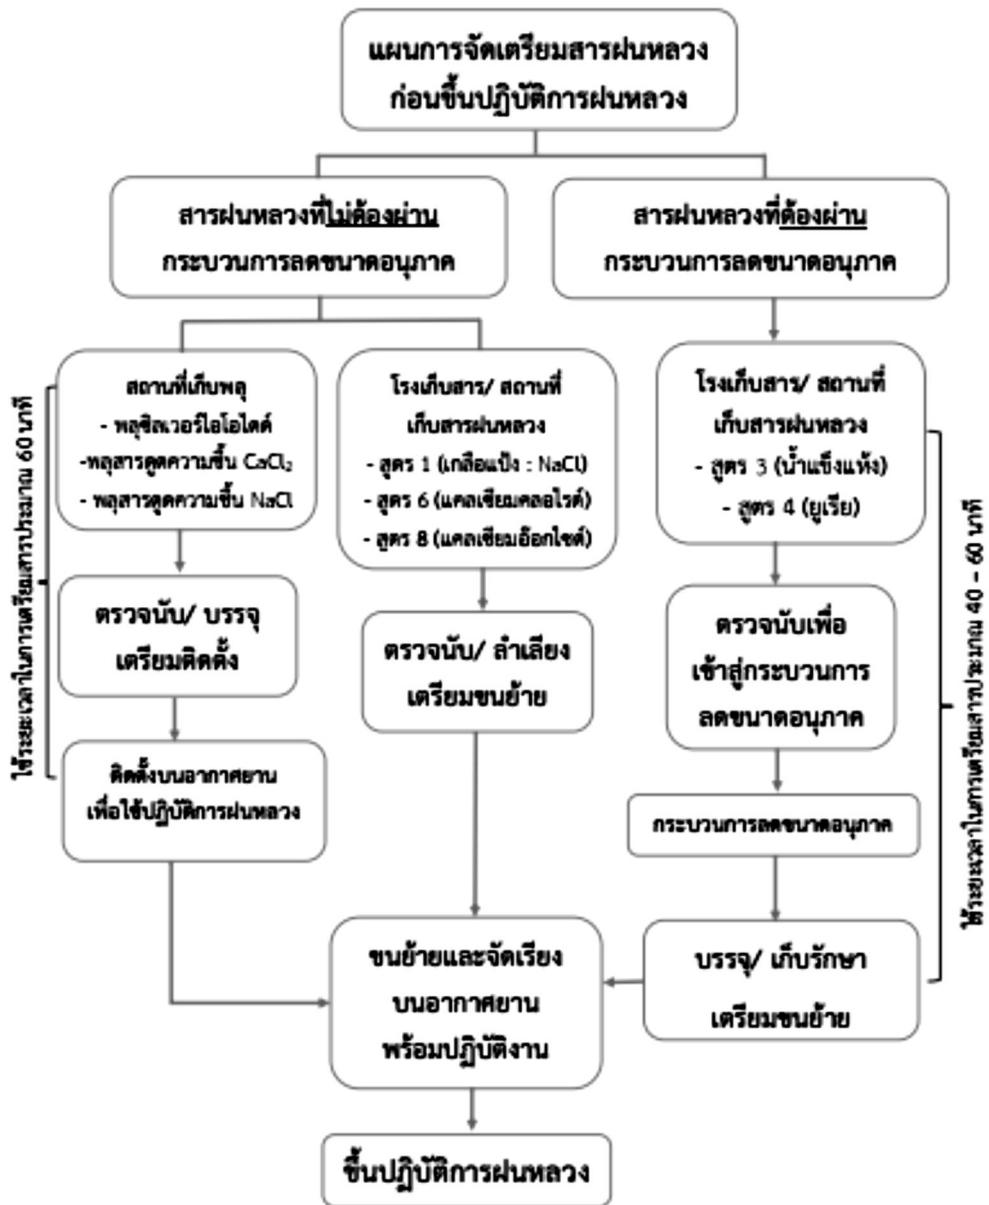 แผนการจัดเตรียมสารฝนหลวง
ก่อนขึ้นปฏิบัติการฝนหลวง
สารฝนหลวงที่ไม่ต้องผ่าน
กระบวนการลดขนาดอนุภาค
สารฝนหลวงที่ต้องผ่าน
กระบวนการลดขนาดอนุภาค
ใช้ระยะเวลาในการเตรียมสารประมาณ 60 นาที
สถานที่เก็บพลุ
- พลุซิลเวอร์ไอโอไดด์
-พลุสารดูดความชื้น CaCl₂
- พลุสารดูดความชื้น NaCl
ตรวจนับ/ บรรจุ
เตรียมติดตั้ง
ติดตั้งบนอากาศยาน
เพื่อใช้ปฏิบัติการฝนหลวง
โรงเก็บสาร/ สถานที่
เก็บสารฝนหลวง
- สูตร 1 (เกลือแป้ง : NaCl)
- สูตร 6 (แคลเซียมคลอไรด์)
- สูตร 8 (แคลเซียมอ๊อกไซด์)
ตรวจนับ/ ลำเลียง
เตรียมขนย้าย
โรงเก็บสาร/ สถานที่
เก็บสารฝนหลวง
- สูตร 3 (น้ำแข็งแห้ง)
- สูตร 4 (ยูเรีย)
ตรวจนับเพื่อ
เข้าสู่กระบวนการ
ลดขนาดอนุภาค
กระบวนการลดขนาดอนุภาค
บรรจุ/ เก็บรักษา
เตรียมขนย้าย
ใช้ระยะเวลาในการเตรียมสารประมาณ 40 – 60 นาที
ขนย้ายและจัดเรียง
บนอากาศยาน
พร้อมปฏิบัติงาน
ขึ้นปฏิบัติการฝนหลวง